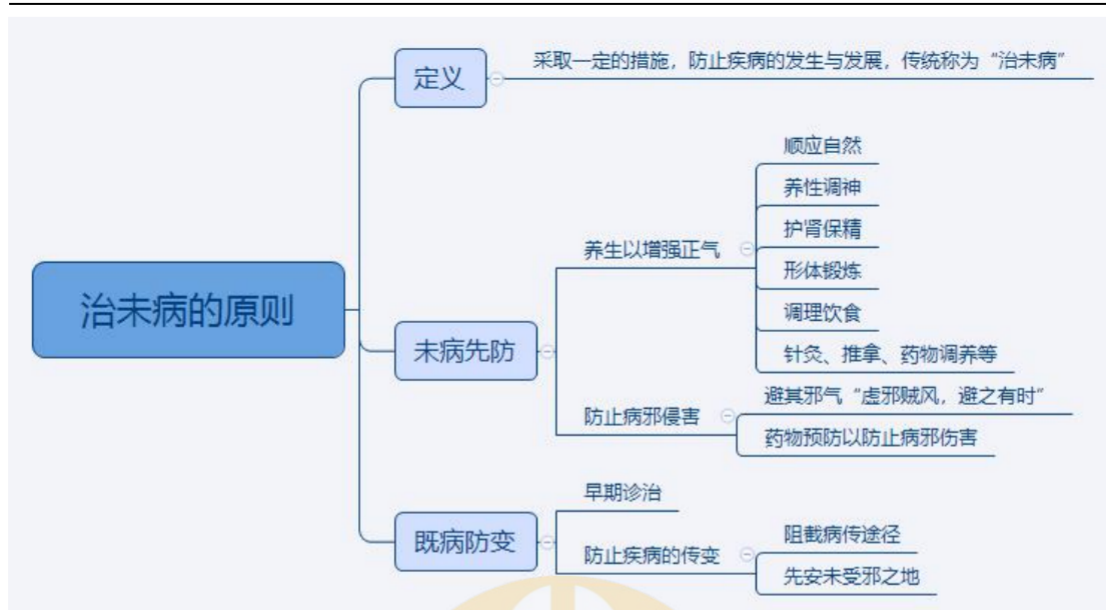 治未病的原则
定义
采取一定的措施，防止疾病的发生与发展，传统称为“治未病”
未病先防
养生以增强正气
顺应自然
养性调神
护肾保精
形体锻炼
调理饮食
针灸、推拿、药物调养等
防止病邪侵害
避其邪气“虚邪贼风，避之有时”
药物预防以防止病邪伤害
既病防变
早期诊治
防止疾病的传变
阻截病传途径
先安未受邪之地